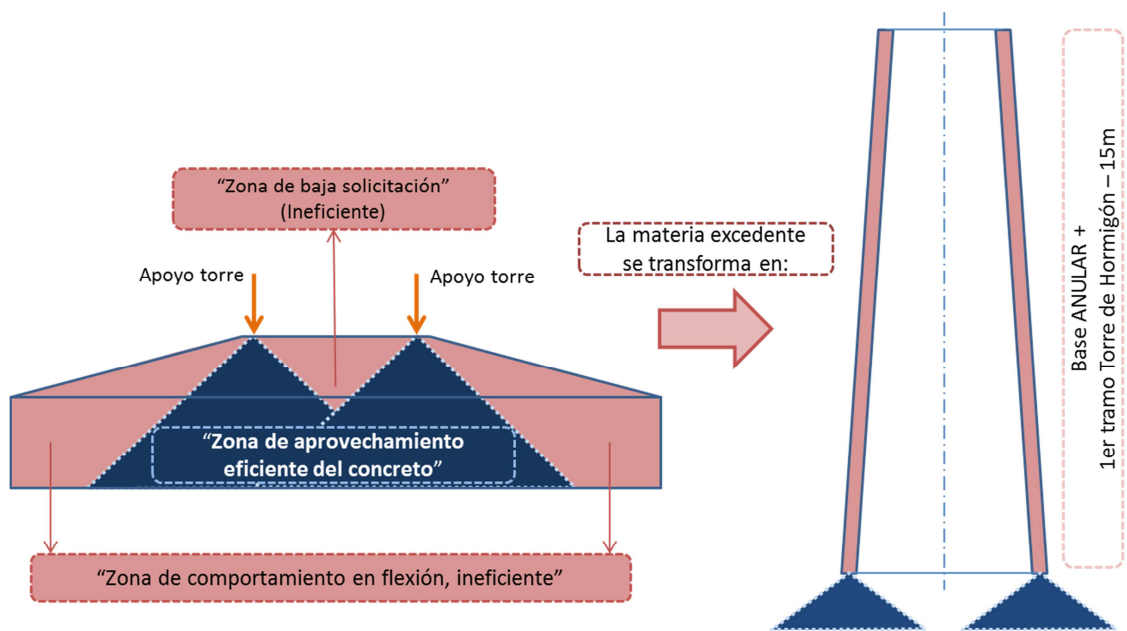 “Zona de baja solicitación”
(Ineficiente)
Apoyo torre
Apoyo torre
“Zona de aprovechamiento
eficiente del concreto”
“Zona de comportamiento en flexión, ineficiente”
La materia excedente
se transforma en:
Base ANULAR +
1er tramo Torre de Hormigón – 15m